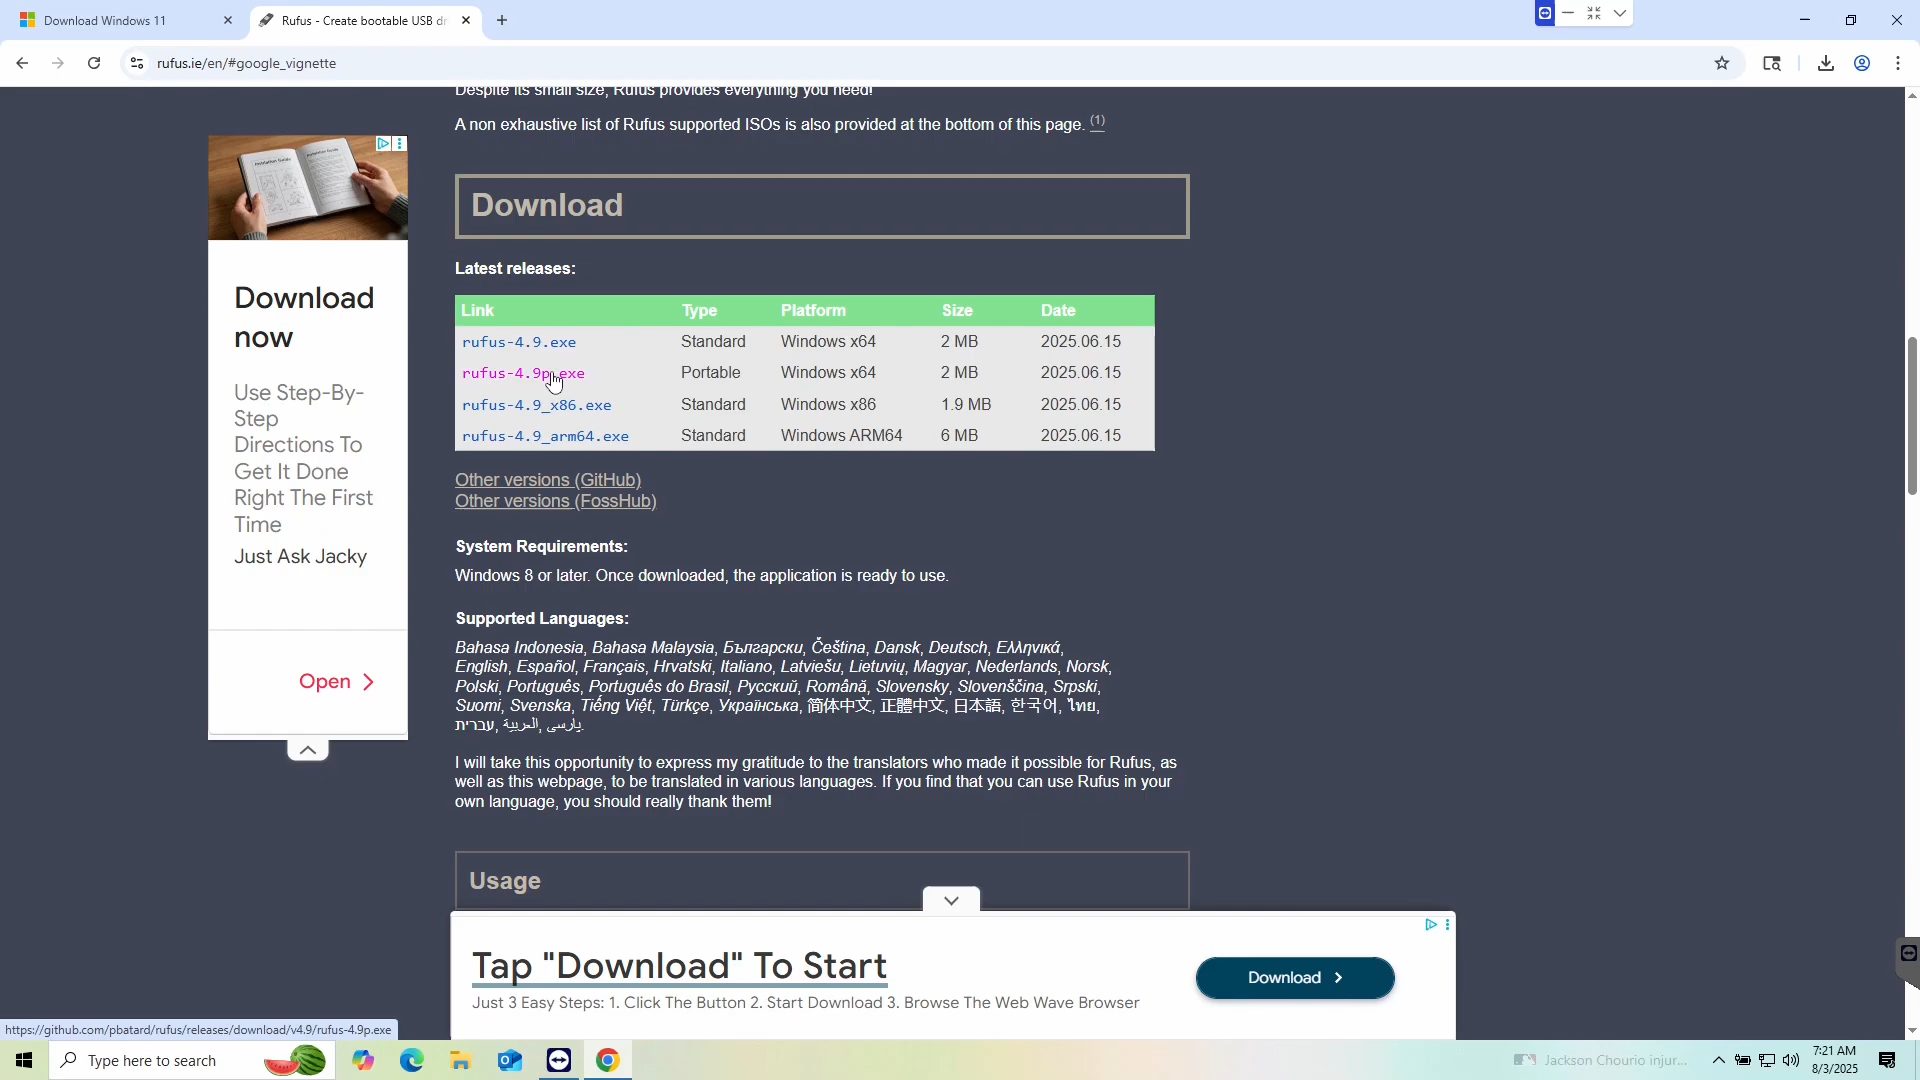 Download Windows 11
Rufus - Create bootable USB dr
rufus.ie/en/#google_vignette
Despite its small size, Rufus provides everything you need!
A non exhaustive list of Rufus supported ISOs is also provided at the bottom of this page. (1)
Download
Latest releases:
Link Type Platform Size Date
rufus-4.9.exe Standard Windows x64 2 MB 2025.06.15
rufus-4.9p.exe Portable Windows x64 2 MB 2025.06.15
rufus-4.9_x86.exe Standard Windows x86 1.9 MB 2025.06.15
rufus-4.9_arm64.exe Standard Windows ARM64 6 MB 2025.06.15
Other versions (GitHub)
Other versions (FossHub)
System Requirements:
Windows 8 or later. Once downloaded, the application is ready to use.
Supported Languages:
Bahasa Indonesia, Bahasa Malaysia, Български, Čeština, Dansk, Deutsch, Ελληνικά,
English, Español, Français, Hrvatski, Italiano, Latviešu, Lietuvių, Magyar, Nederlands, Norsk,
Polski, Português, Português do Brasil, Русский, Română, Slovensky, Slovenščina, Srpski,
Suomi, Svenska, Tiếng Việt, Türkçe, Українська, 简体中文, 正體中文, 日本語, 한국어, ไทย,
עברית, العربية, پارسی.
I will take this opportunity to express my gratitude to the translators who made it possible for Rufus, as
well as this webpage, to be translated in various languages. If you find that you can use Rufus in your
own language, you should really thank them!
Usage
Download
now
Use Step-By-
Step
Directions To
Get It Done
Right The First
Time
Just Ask Jacky
Open
Tap "Download" To Start
Just 3 Easy Steps: 1. Click The Button 2. Start Download 3. Browse The Web Wave Browser
Download
https://github.com/pbatard/rufus/releases/download/v4.9/rufus-4.9p.exe
Type here to search
Jackson Chourio injur...
7:21 AM
8/3/2025